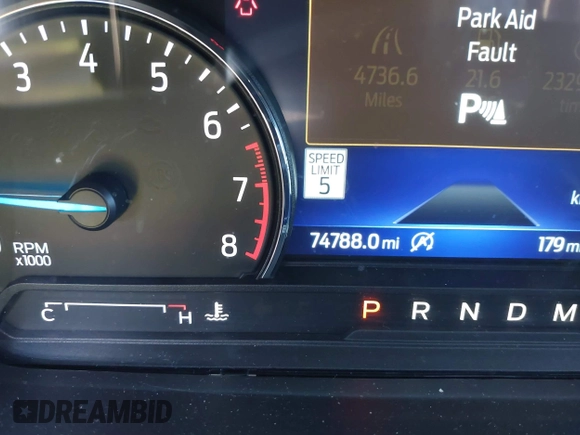 Park Aid
Fault
4736.6
21.6
Miles
P
3 4 5 6 7 8
SPEED
LIMIT
5
RPM
x1000
74788.0 mi
179 m
C H
P R N D M
DREAMBID